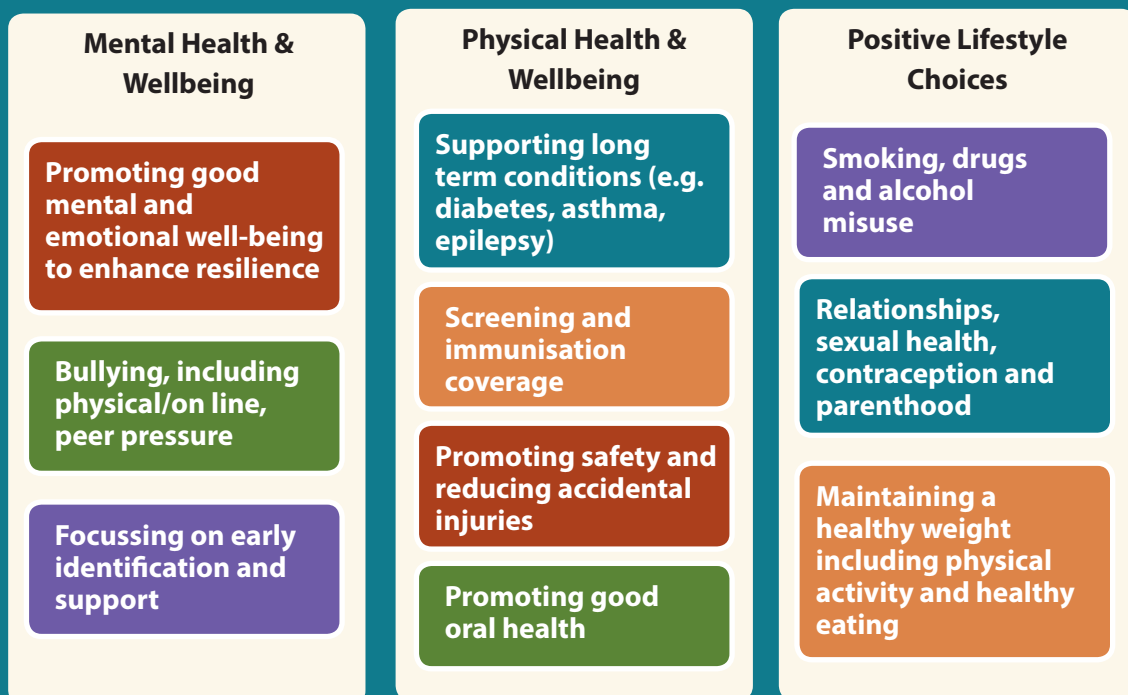 Mental Health &
Wellbeing
Promoting good
mental and
emotional well-being
to enhance resilience
Bullying, including
physical/on line,
peer pressure
Focussing on early
identification and
support
Physical Health &
Wellbeing
Supporting long
term conditions (e.g.
diabetes, asthma,
epilepsy)
Screening and
immunisation
coverage
Promoting safety and
reducing accidental
injuries
Promoting good
oral health
Positive Lifestyle
Choices
Smoking, drugs
and alcohol
misuse
Relationships,
sexual health,
contraception and
parenthood
Maintaining a
healthy weight
including physical
activity and healthy
eating